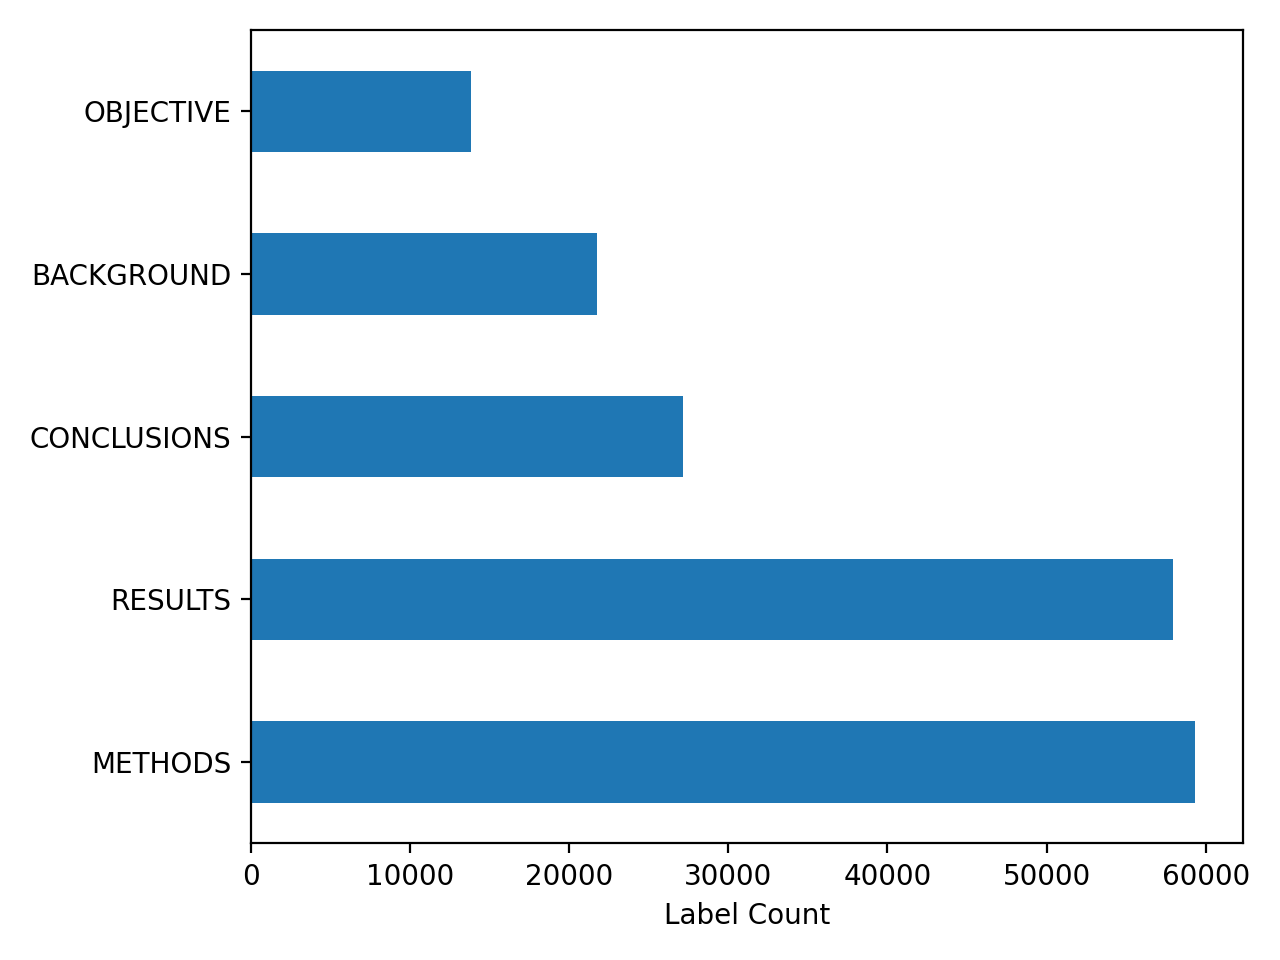 OBJECTIVE
BACKGROUND
CONCLUSIONS
RESULTS
METHODS
0 10000 20000 30000 40000 50000 60000
Label Count